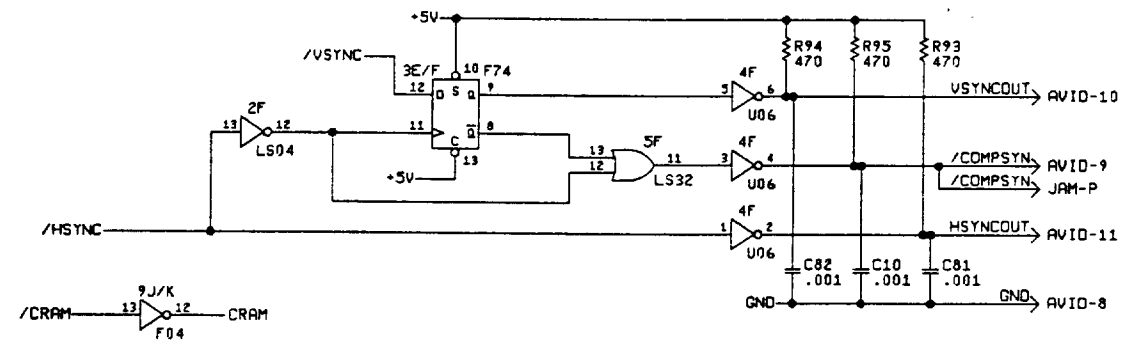 +5V
/VSYNC
3E/F
10
F74
R94
470
R95
470
R93
470
12
D
S
Q
9
5
4F
6
U06
VSYNCOUT
AVID-10
2F
13
12
LS04
11
Q
8
C
13
+5V
5F
13
12
11
LS32
4F
3
4
U06
/COMPSYN
AVID-9
/COMPSYN
JAM-P
/HSYNC
4F
1
2
U06
HSYNCOUT
AVID-11
C82
.001
C10
.001
C81
.001
GND
GND
AVID-8
9J/K
/CRAM
13
12
CRAM
F04